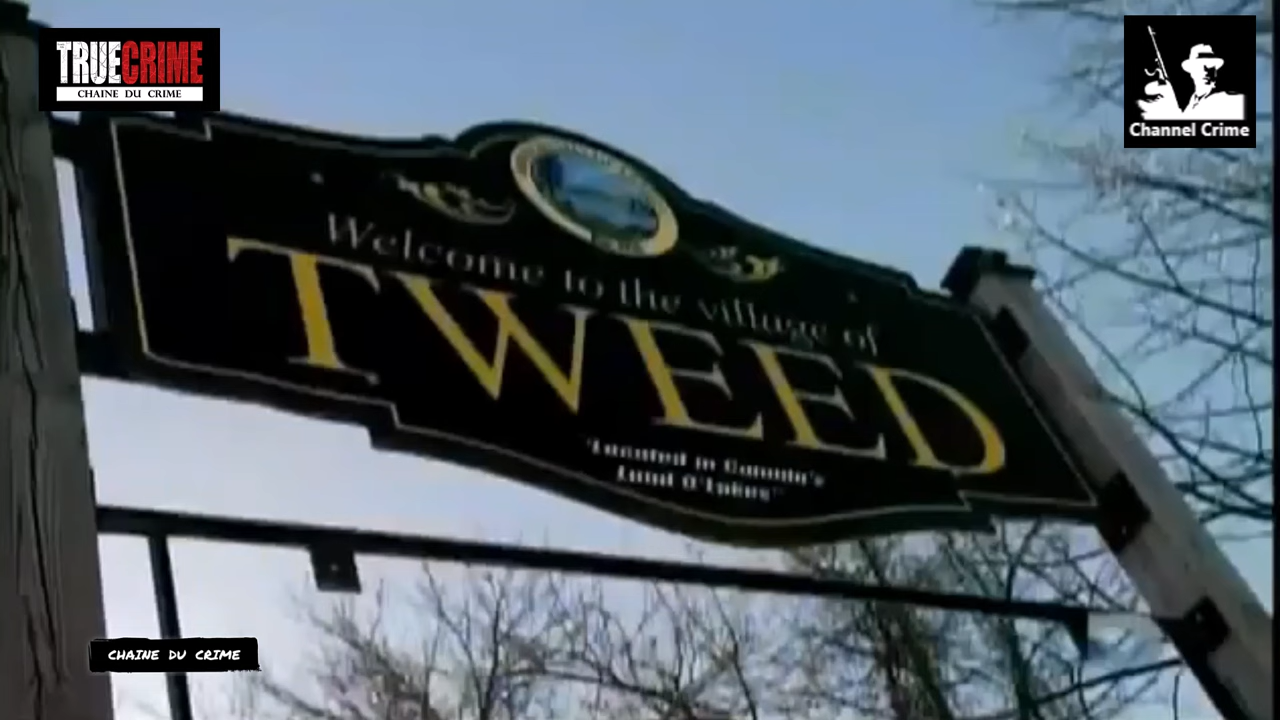 TRUECRIME
CHAINE DU CRIME
Channel Crime
Welcome to the village of
TWEED
"Located in Canada's
Land O'Lakes"
CHAINE DU CRIME